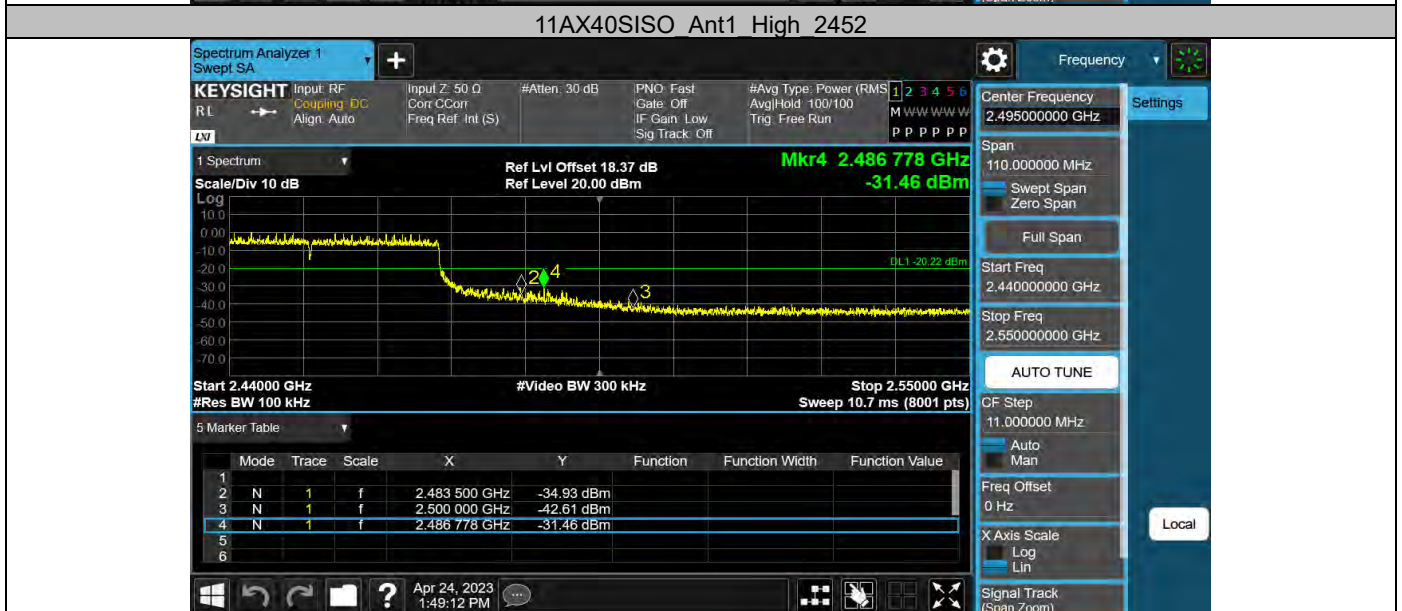 (Span Zoom)
11AX40SISO_Ant1_High_2452
Spectrum Analyzer 1
Swept SA
+
Frequency
KEYSIGHT
RL
LXI
Input: RF
Coupling: DC
Align: Auto
Input Z: 50 Ω
Corr CCorr
Freq Ref: Int (S)
#Atten: 30 dB
PNO: Fast
Gate: Off
IF Gain: Low
Sig Track: Off
#Avg Type: Power (RMS
Avg|Hold: 100/100
Trig: Free Run
1 2 3 4 5 6
M W W W W W
P P P P P P
1 Spectrum
Scale/Div 10 dB
Log
Ref Lvl Offset 18.37 dB
Ref Level 20.00 dBm
Mkr4 2.486 778 GHz
-31.46 dBm
10.0
0.00
-10.0
-20.0
-30.0
-40.0
-50.0
-60.0
-70.0
DL1 -20.22 dBm
2
4
3
Start 2.44000 GHz
#Res BW 100 kHz
#Video BW 300 kHz
Stop 2.55000 GHz
Sweep 10.7 ms (8001 pts)
5 Marker Table
Mode Trace Scale X Y Function Function Width Function Value
1
2 N 1 f 2.483 500 GHz -34.93 dBm
3 N 1 f 2.500 000 GHz -42.61 dBm
4 N 1 f 2.486 778 GHz -31.46 dBm
5
6
?
Apr 24, 2023
1:49:12 PM
Center Frequency
2.495000000 GHz
Span
110.000000 MHz
Swept Span
Zero Span
Full Span
Start Freq
2.440000000 GHz
Stop Freq
2.550000000 GHz
AUTO TUNE
CF Step
11.000000 MHz
Auto
Man
Freq Offset
0 Hz
X Axis Scale
Log
Lin
Signal Track
(Span Zoom)
Settings
Local